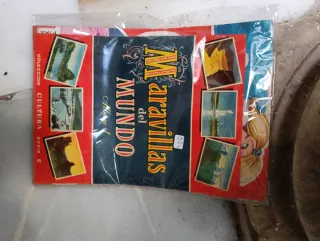 Maravillas
del
MUNDO
COLECCION CULTURA SERIE